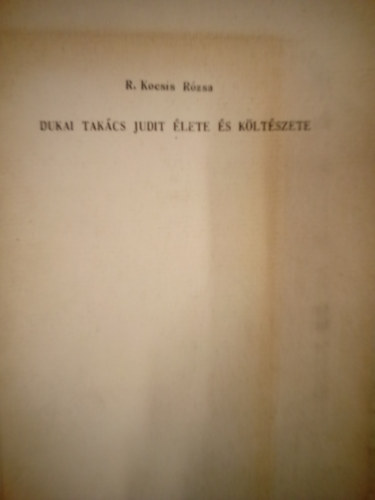 R. Kocsis Rózsa
DUKAI TAKÁCS JUDIT ÉLETE ÉS KÖLTÉSZETE